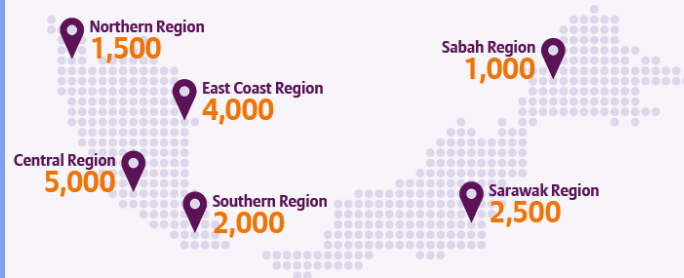 Northern Region
1,500
East Coast Region
4,000
Central Region
5,000
Southern Region
2,000
Sabah Region
1,000
Sarawak Region
2,500